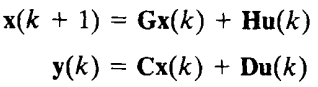 x(k + 1) = Gx(k) + Hu(k)
y(k) = Cx(k) + Du(k)